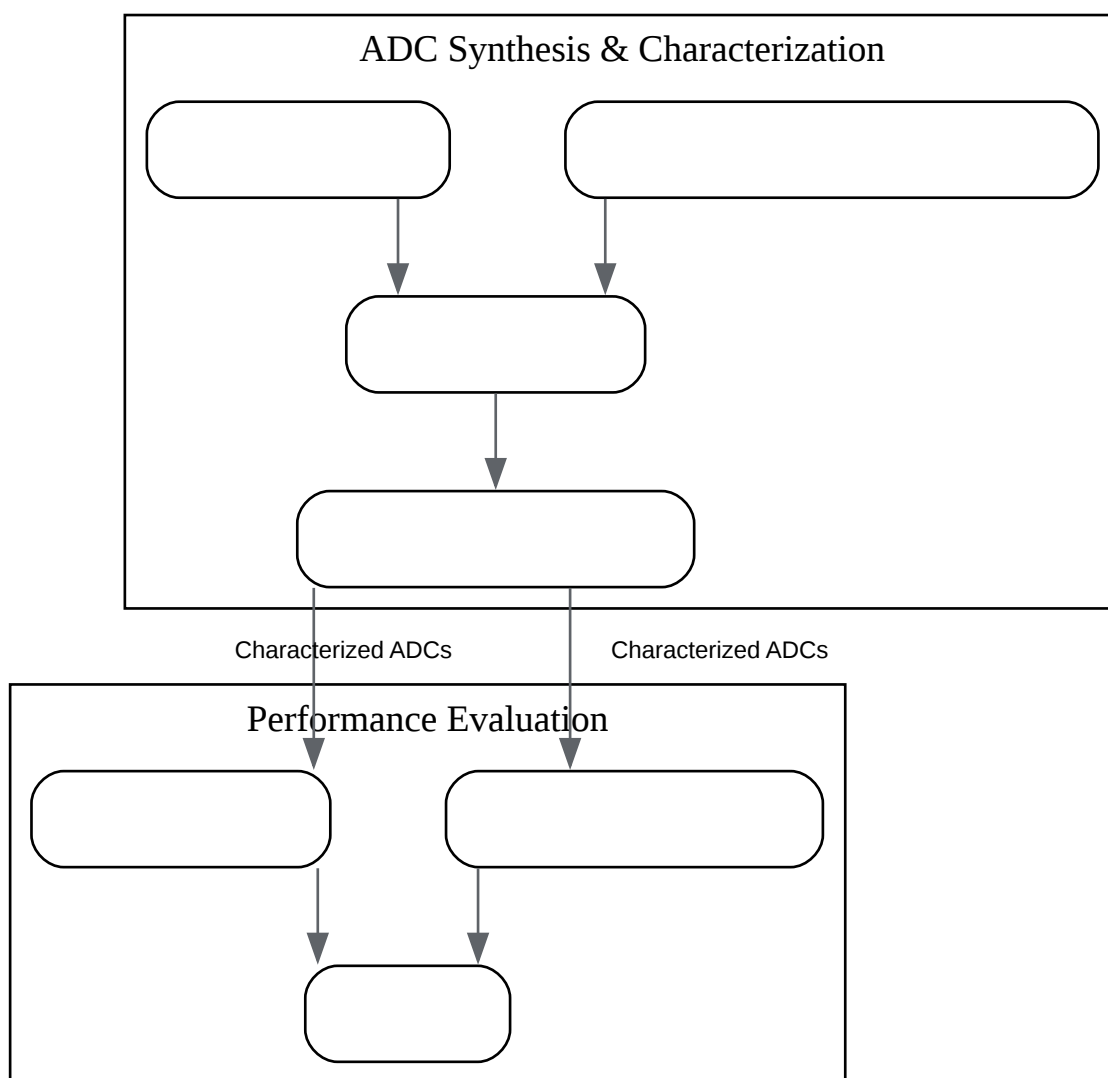 ADC Synthesis & Characterization
Characterized ADCs
Characterized ADCs
Performance Evaluation